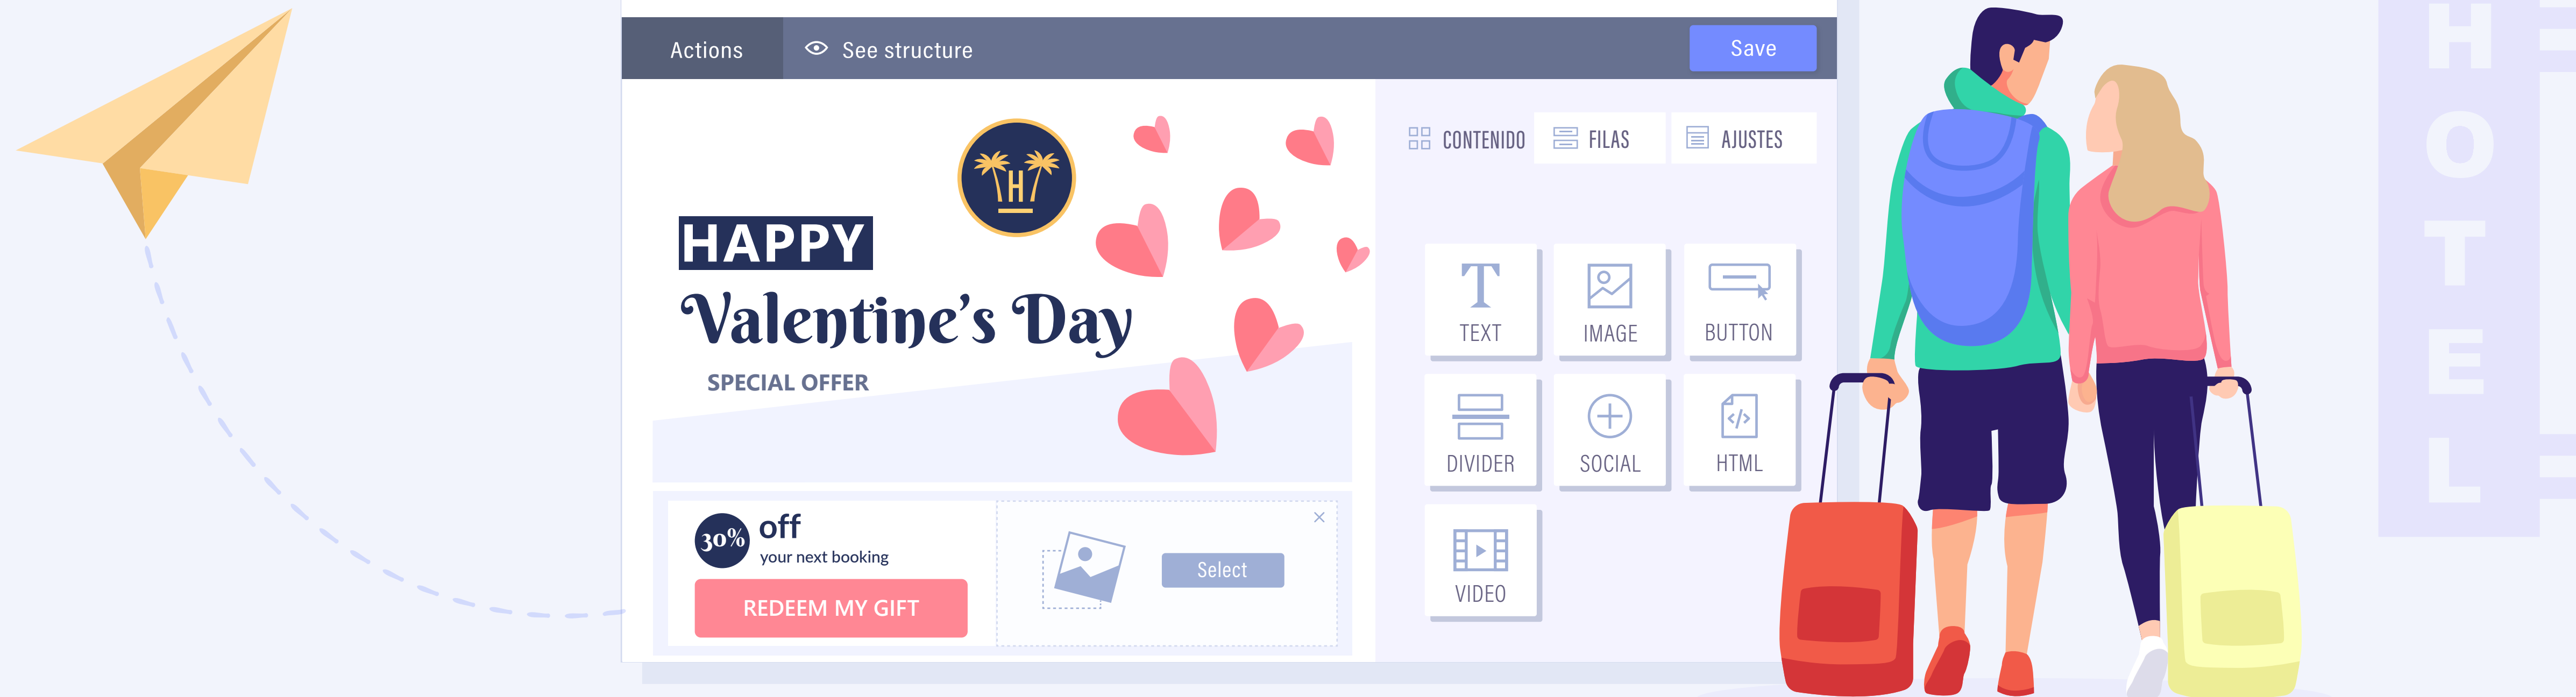 Actions
See structure
Save
H
HAPPY
Valentine's Day
SPECIAL OFFER
30%
off
your next booking
REDEEM MY GIFT
Select
CONTENIDO
FILAS
AJUSTES
TEXT
IMAGE
BUTTON
DIVIDER
SOCIAL
HTML
VIDEO
HOTEL